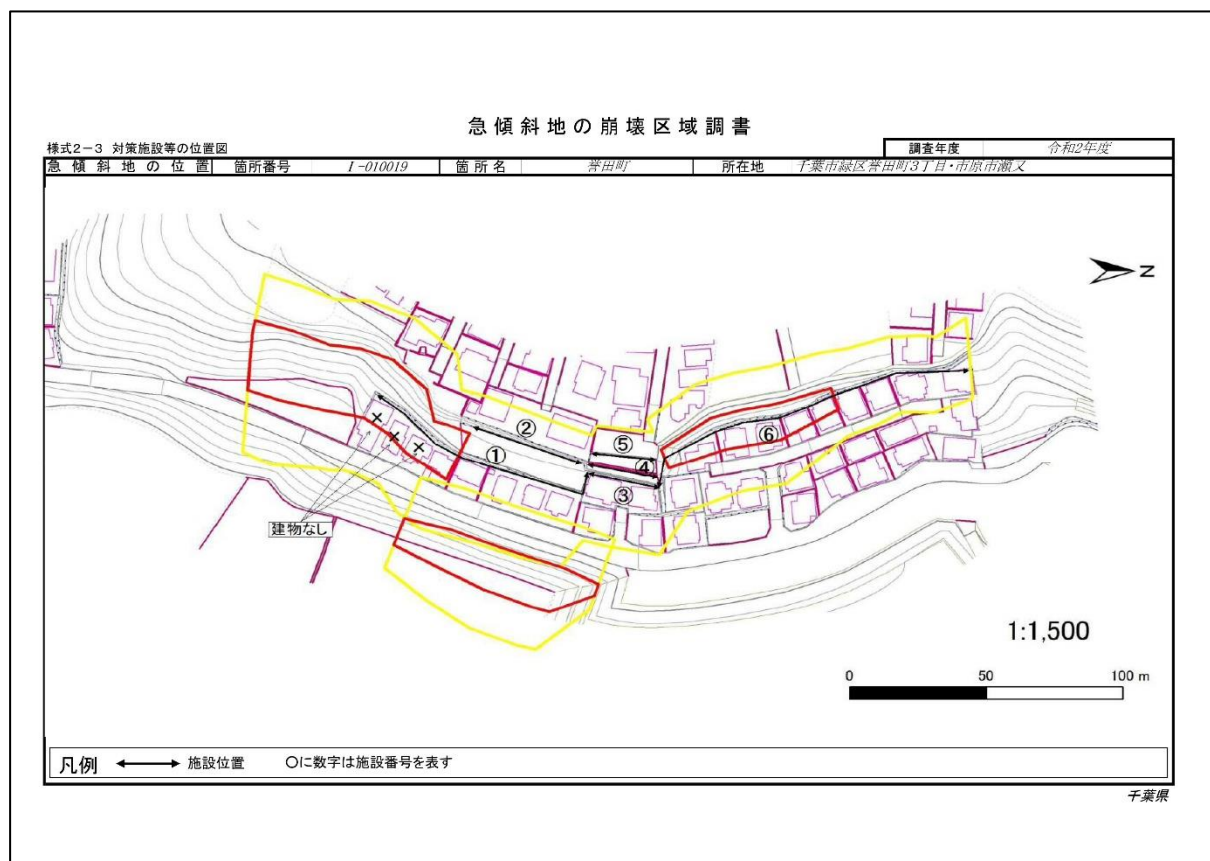 急傾斜地の崩壊区域調書
様式2-3 対策施設等の位置図
調査年度 令和2年度
急傾斜地の位置 箇所番号 I-010019 箇所名 誉田町 所在地 千葉市緑区誉田町3丁目・市原市瀬又
N
②
⑤
⑥
①
④
③
建物なし
1:1,500
0 50 100 m
凡例 施設位置 〇に数字は施設番号を表す
千葉県